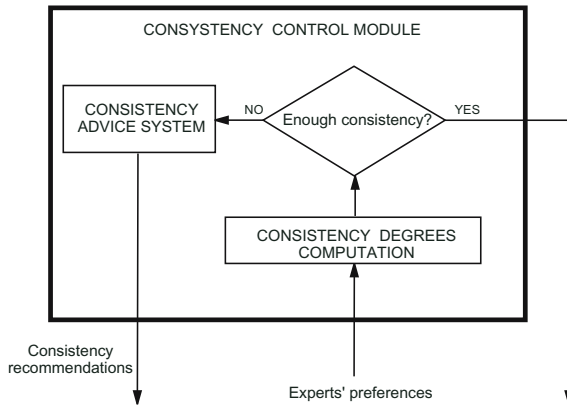 CONSYSTENCY CONTROL MODULE
CONSISTENCY
ADVICE SYSTEM
NO
Enough consistency?
YES
CONSISTENCY DEGREES
COMPUTATION
Consistency
recommendations
Experts' preferences